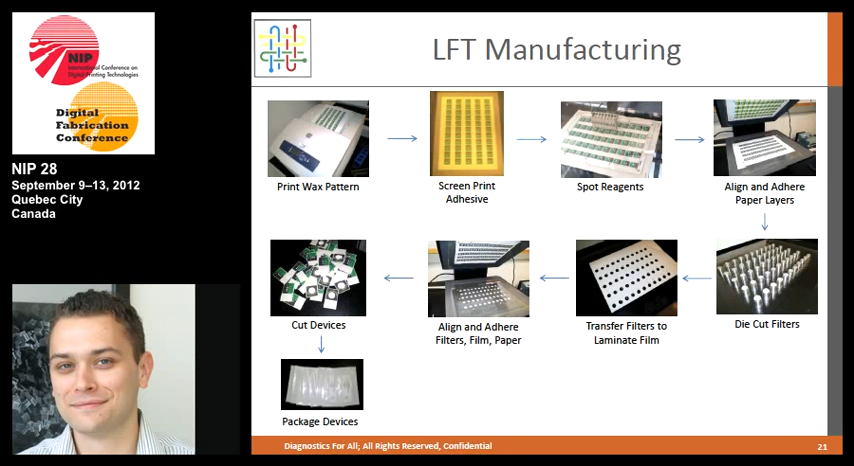 NIP
International Conference on
Digital Printing Technologies
Digital
Fabrication
Conference
NIP 28
September 9–13, 2012
Quebec City
Canada
LFT Manufacturing
Print Wax Pattern
Screen Print
Adhesive
Spot Reagents
Align and Adhere
Paper Layers
Die Cut Filters
Transfer Filters to
Laminate Film
Align and Adhere
Filters, Film, Paper
Cut Devices
Package Devices
Diagnostics For All; All Rights Reserved, Confidential
21